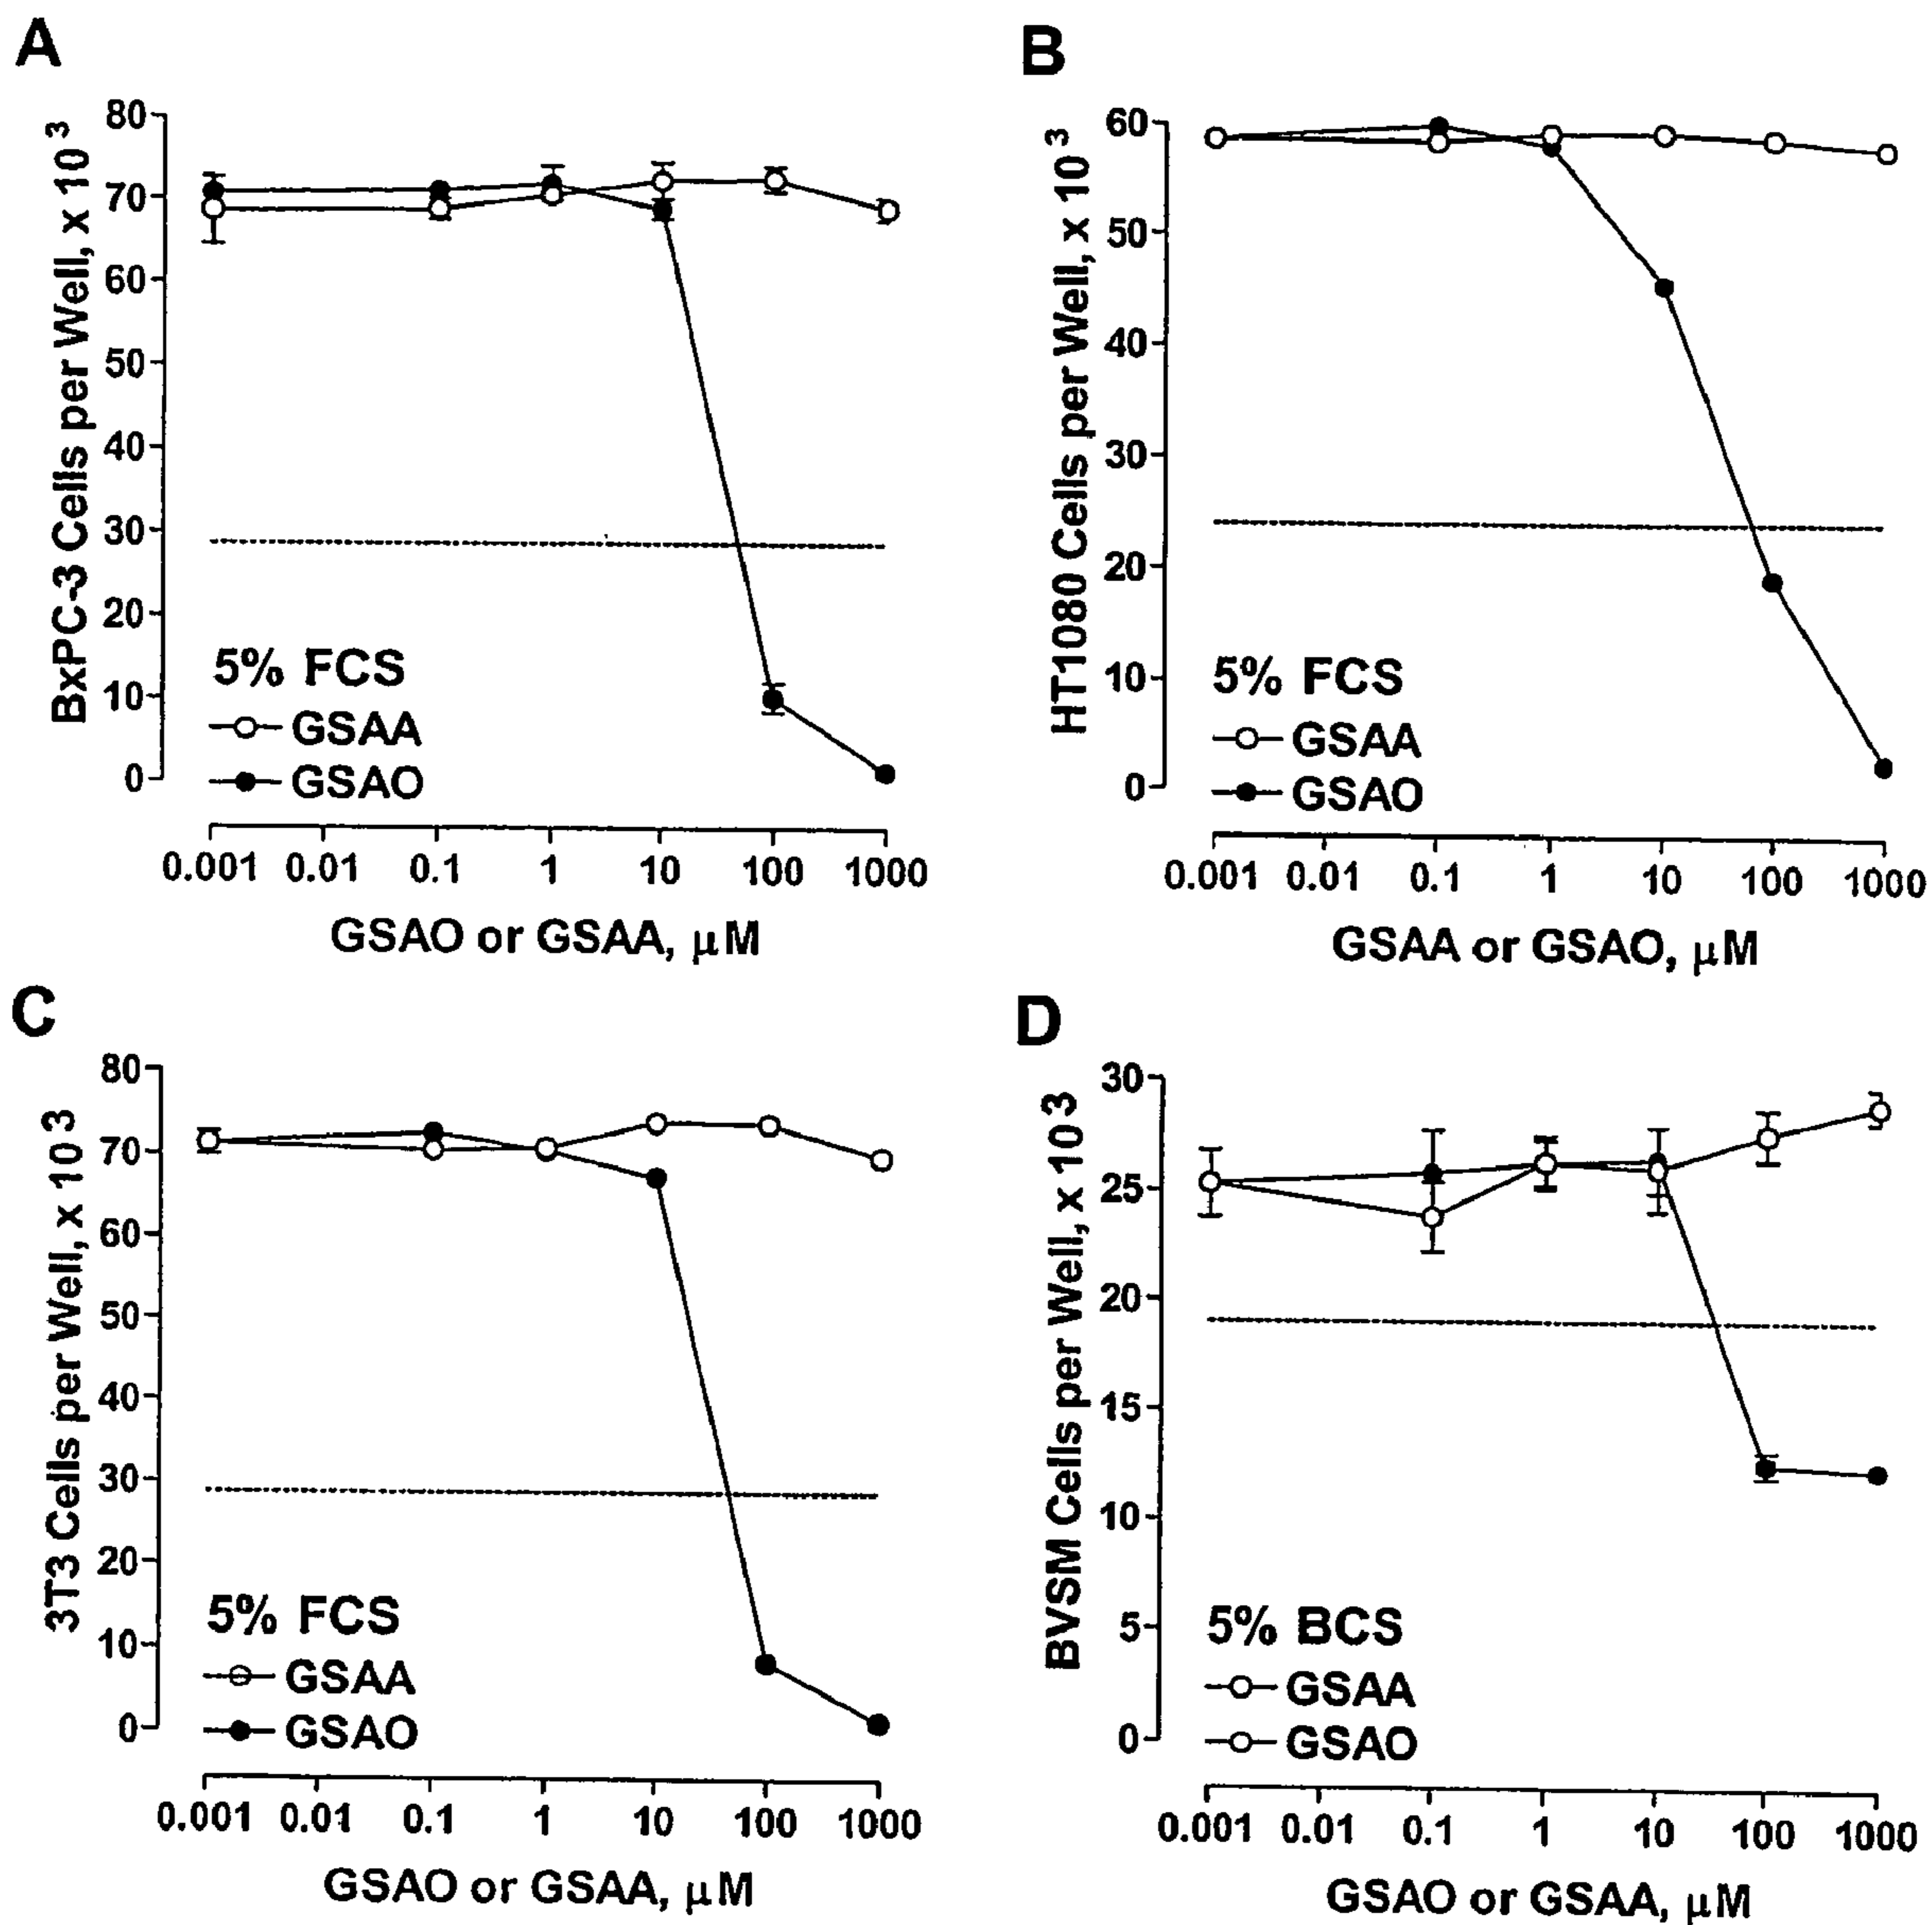 A
BxPC-3 Cells per Well, x 10 3
80
70
60
50
40
30
20
10
0
5% FCS
GSAA
GSAO
0.001 0.01 0.1 1 10 100 1000
GSAO or GSAA, μM
B
HT1080 Cells per Well, x 10 3
60
50
40
30
20
10
0
5% FCS
GSAA
GSAO
0.001 0.01 0.1 1 10 100 1000
GSAA or GSAO, μM
C
3T3 Cells per Well, x 10 3
80
70
60
50
40
30
20
10
0
5% FCS
GSAA
GSAO
0.001 0.01 0.1 1 10 100 1000
GSAO or GSAA, μM
D
BVSM Cells per Well, x 10 3
30
25
20
15
10
5
0
5% BCS
GSAA
GSAO
0.001 0.01 0.1 1 10 100 1000
GSAO or GSAA, μM